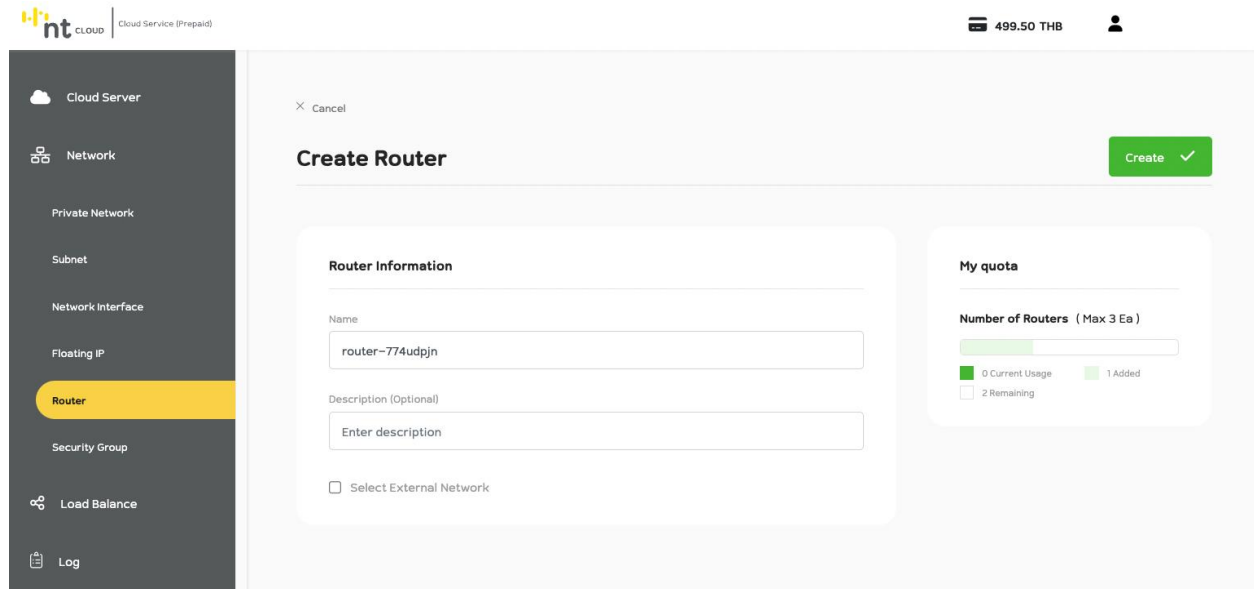 nt CLOUD Cloud Service (Prepaid)
499.50 THB
Cloud Server
Network
Private Network
Subnet
Network Interface
Floating IP
Router
Security Group
Load Balance
Log
Cancel
Create Router
Create
Router Information
Name
router-774udpjn
Description (Optional)
Enter description
Select External Network
My quota
Number of Routers ( Max 3 Ea )
0 Current Usage 1 Added
2 Remaining